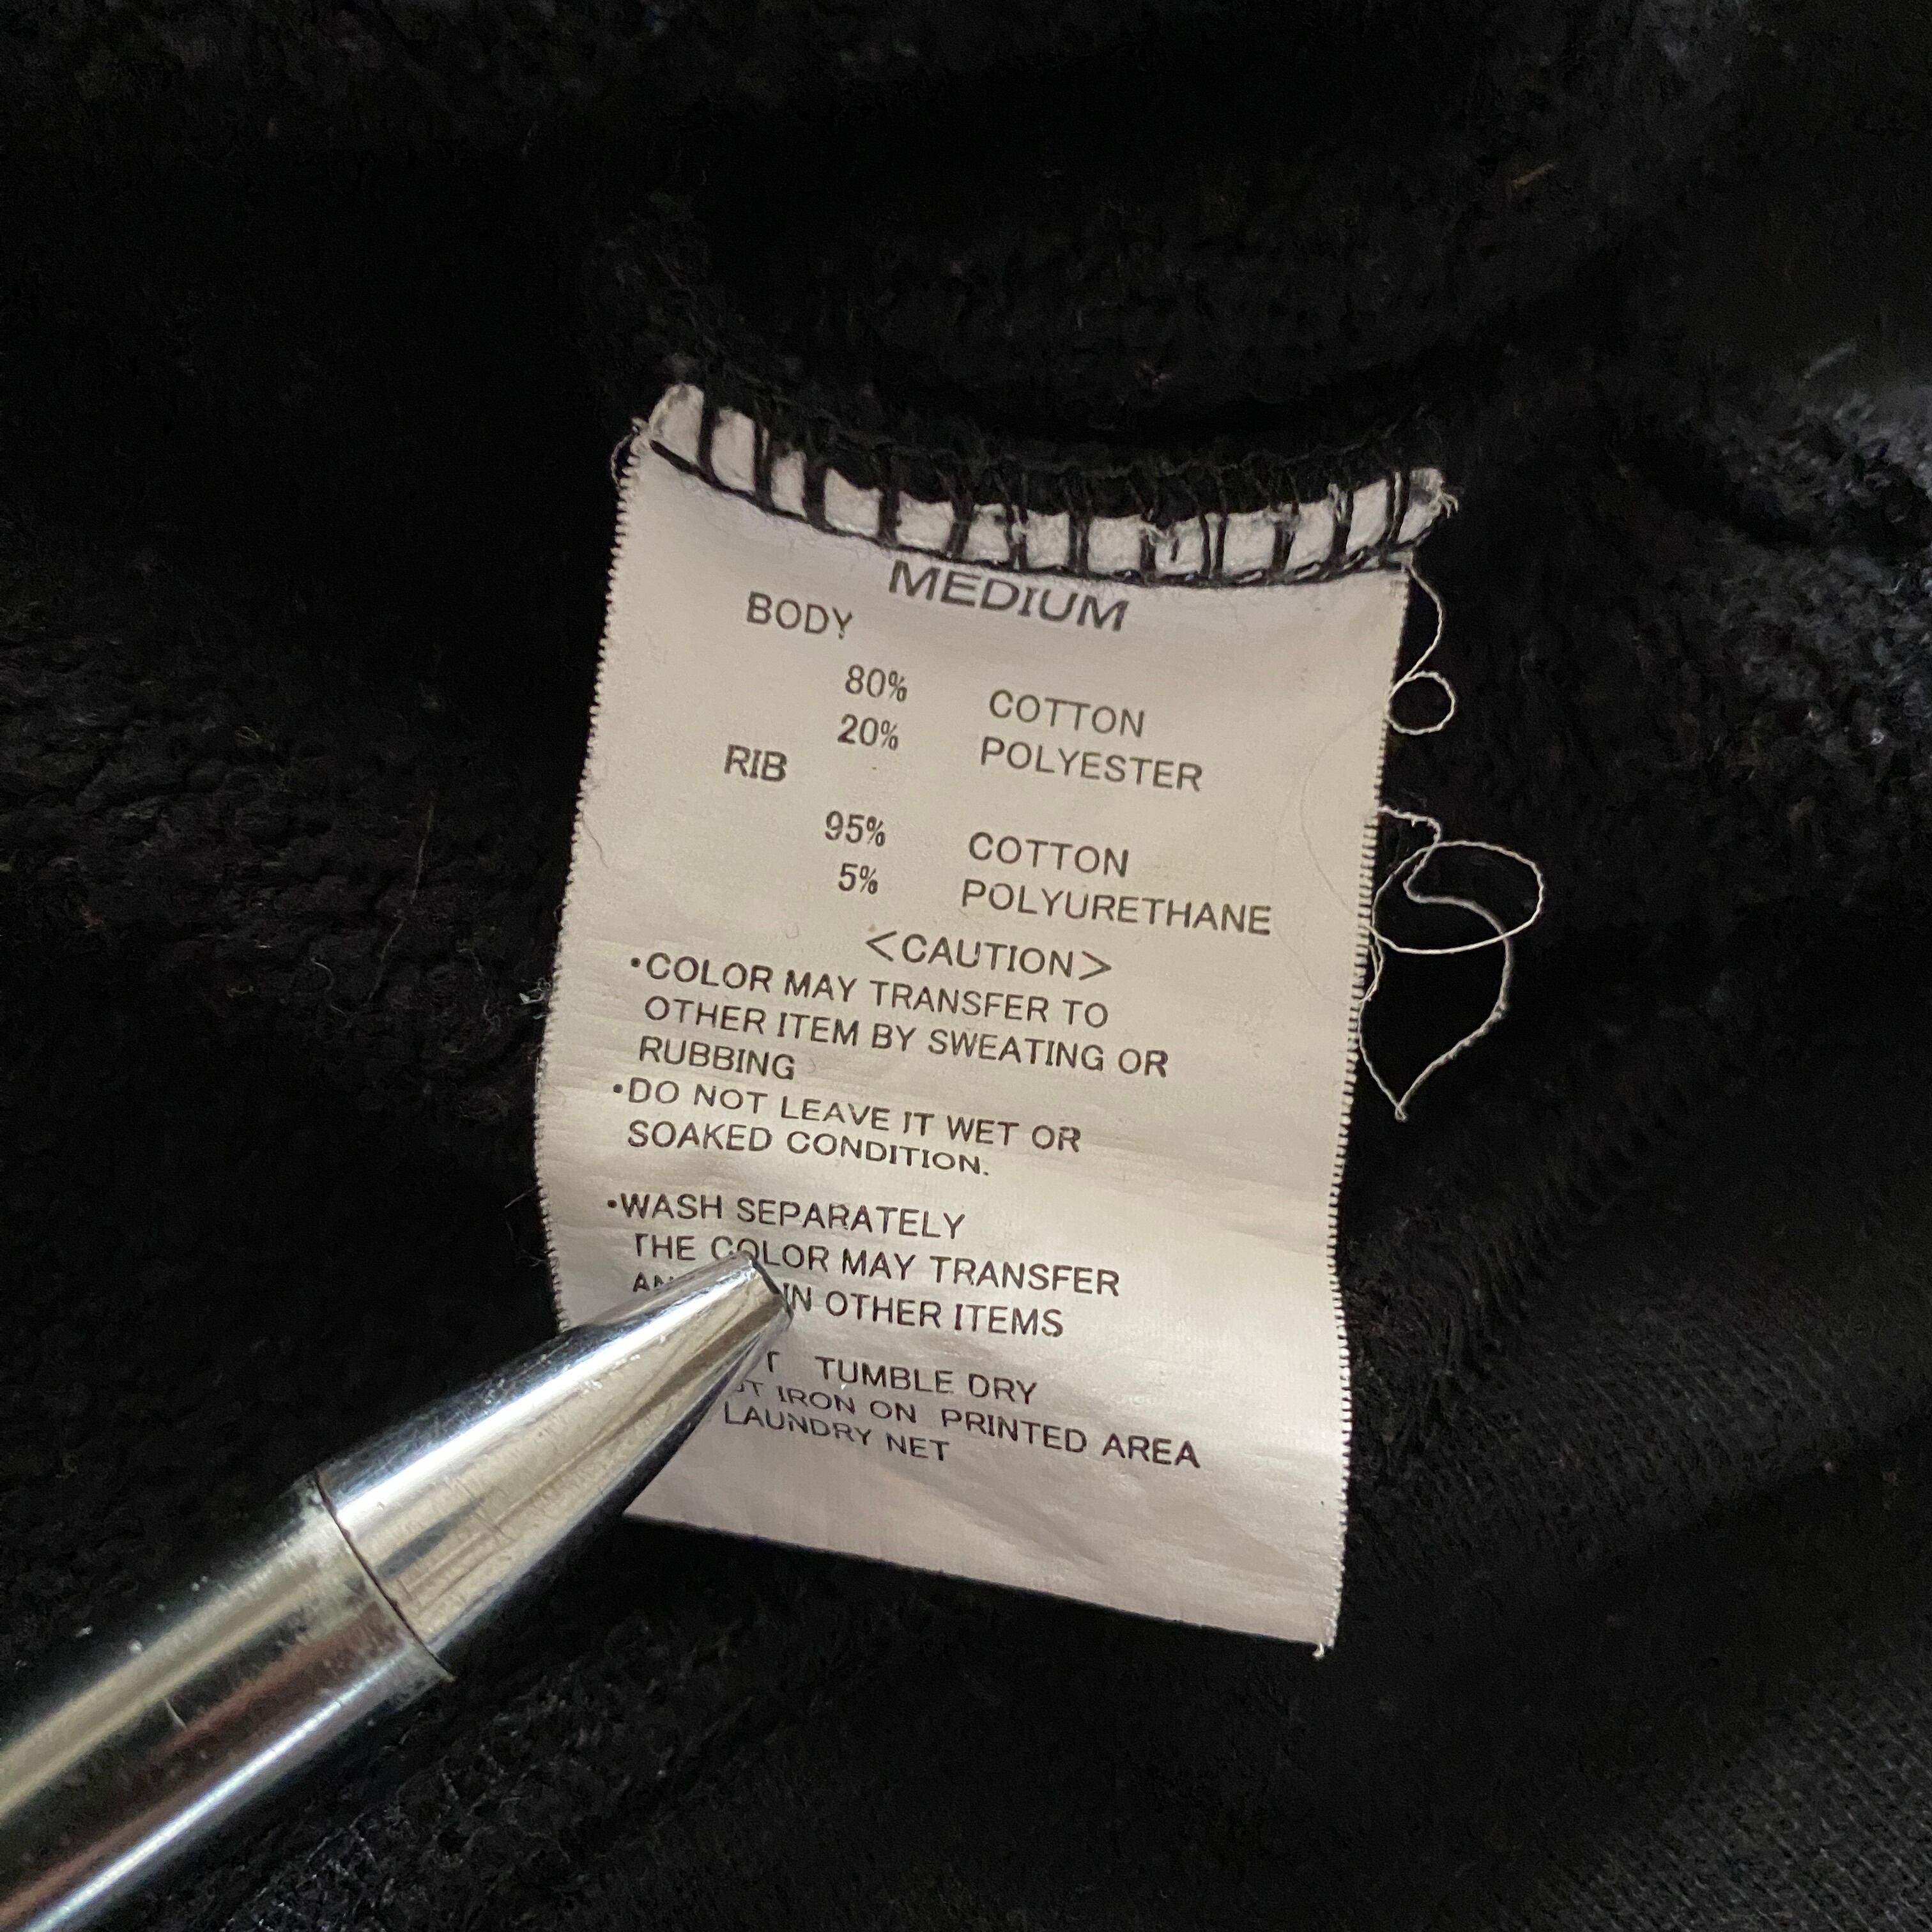 MEDIUM
BODY
80% COTTON
20% POLYESTER
RIB
95% COTTON
5% POLYURETHANE
<CAUTION>
•COLOR MAY TRANSFER TO
OTHER ITEM BY SWEATING OR
RUBBING
•DO NOT LEAVE IT WET OR
SOAKED CONDITION.
•WASH SEPARATELY
THE COLOR MAY TRANSFER
IN OTHER ITEMS
TUMBLE DRY
IRON ON PRINTED AREA
LAUNDRY NET